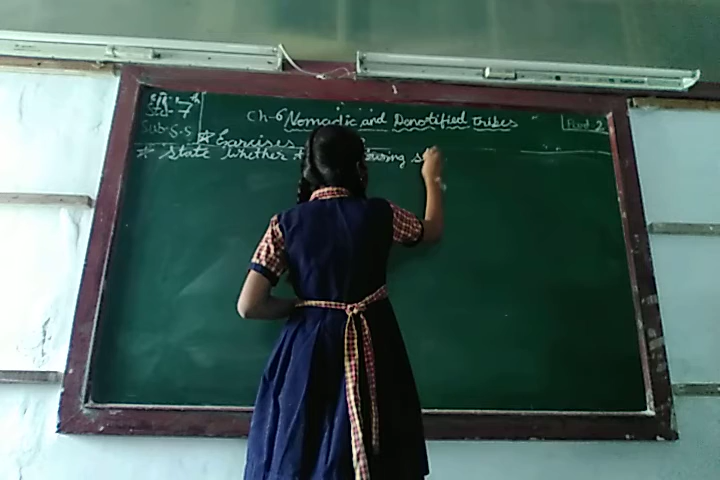 Std-7
Sub-S.S
Ch-6 Nomadic and Denotified Tribes
Part 2
* Exercises
* State whether